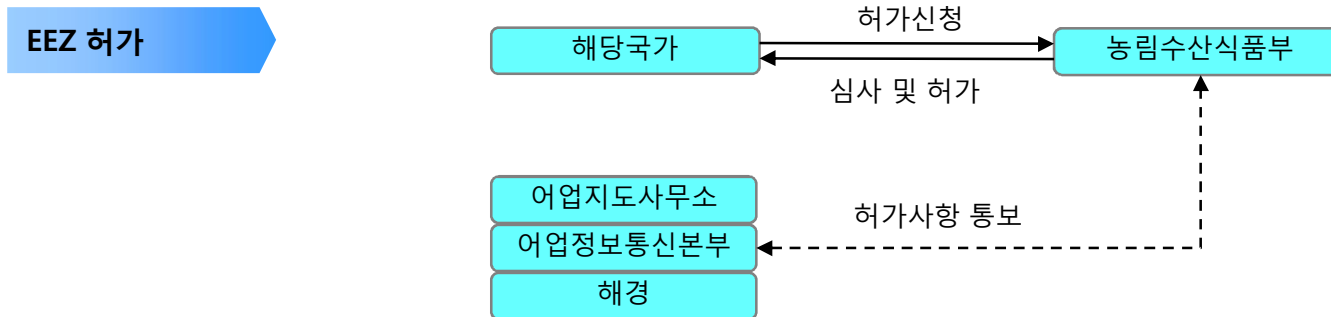 EEZ 허가
허가신청
해당국가
농림수산식품부
심사 및 허가
어업지도사무소
허가사항 통보
어업정보통신본부
해경